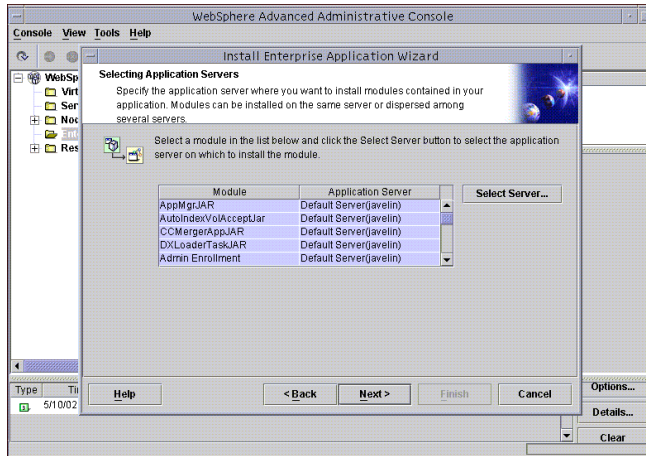 WebSphere Advanced Administrative Console
Console View Tools Help
Install Enterprise Application Wizard
WebSp
Virt
Ser
Noc
Ente
Res
Selecting Application Servers
Specify the application server where you want to install modules contained in your
application. Modules can be installed on the same server or dispersed among
several servers.
Select a module in the list below and click the Select Server button to select the application
server on which to install the module.
Module Application Server
AppMgrJAR Default Server(javelin)
AutoIndexVolAcceptJar Default Server(javelin)
CCMergerAppJAR Default Server(javelin)
DXLoaderTaskJAR Default Server(javelin)
Admin Enrollment Default Server(javelin)
Select Server...
Help < Back Next > Finish Cancel
Type Ti
5/10/02
Options...
Details...
Clear